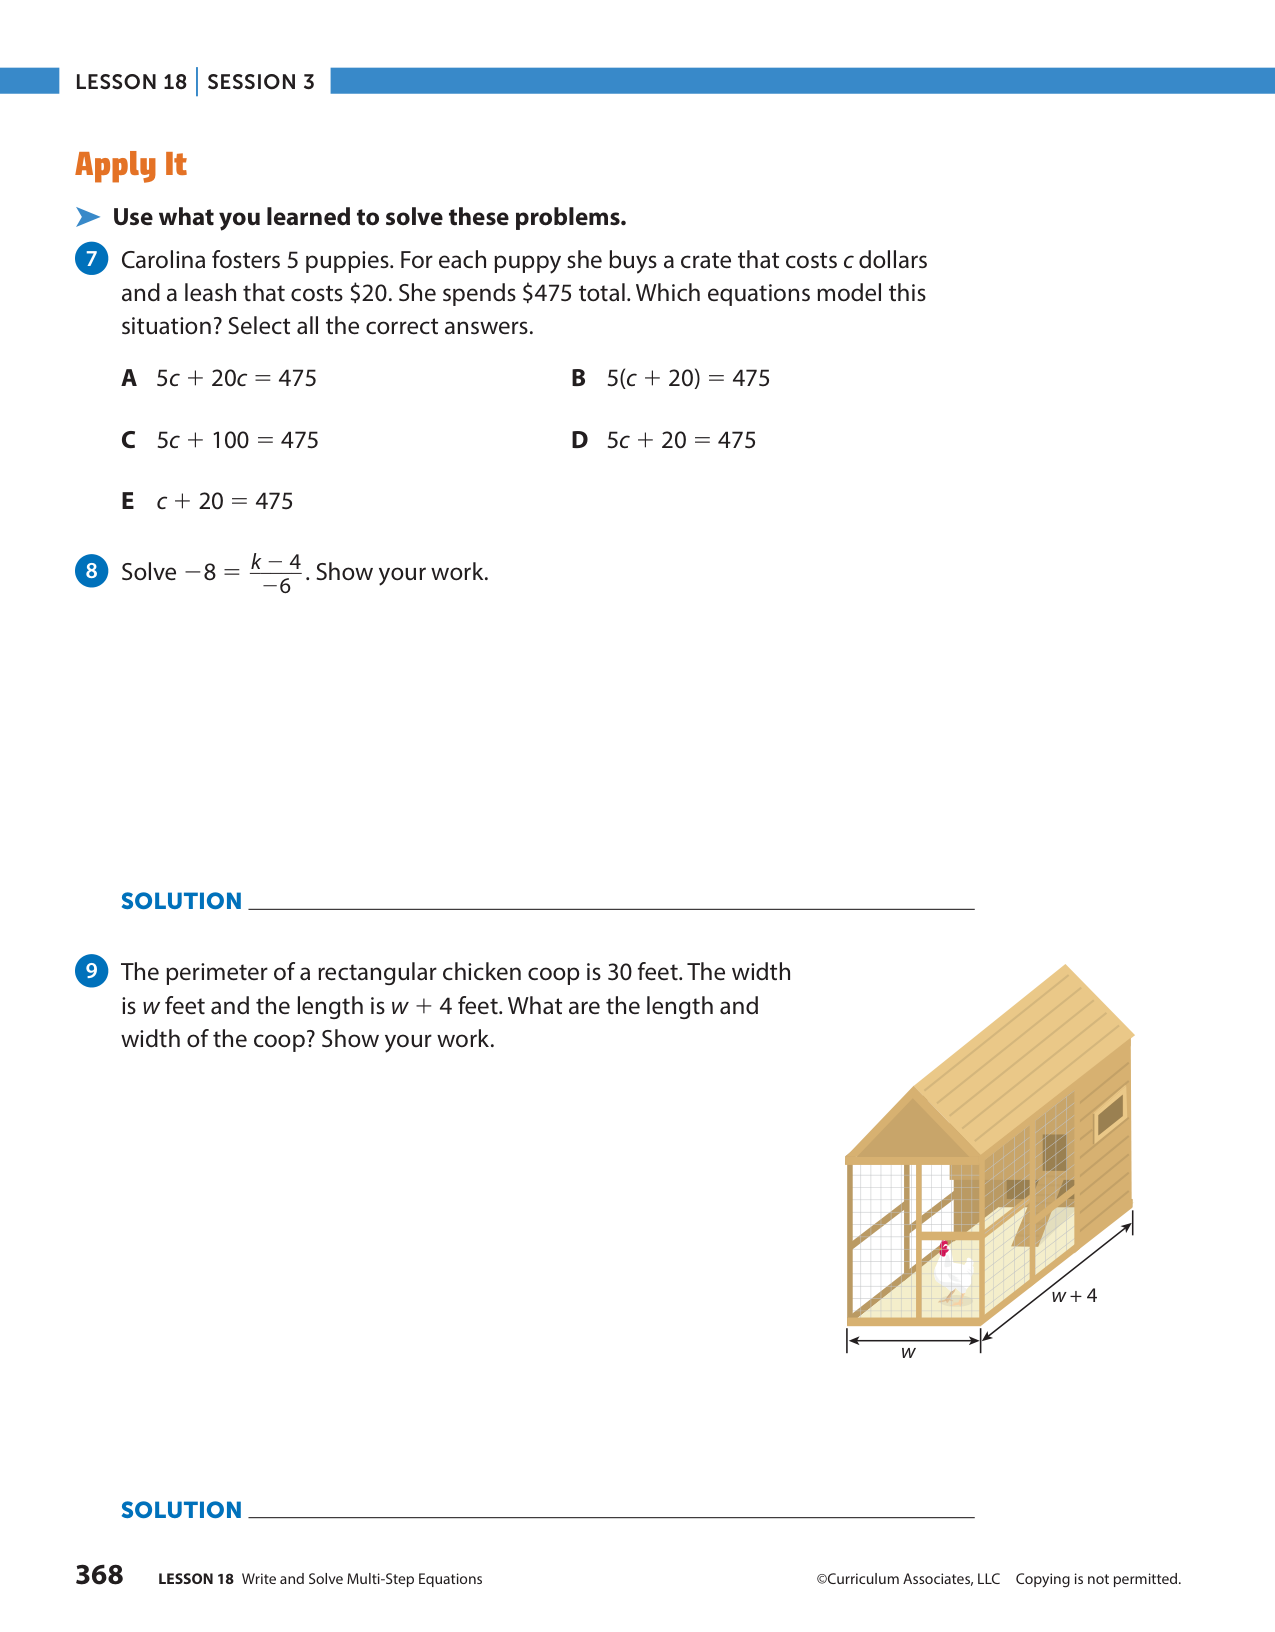 LESSON 18 | SESSION 3
Apply It
Use what you learned to solve these problems.
7 Carolina fosters 5 puppies. For each puppy she buys a crate that costs c dollars
and a leash that costs $20. She spends $475 total. Which equations model this
situation? Select all the correct answers.
A 5c + 20c = 475 B 5(c + 20) = 475
C 5c + 100 = 475 D 5c + 20 = 475
E c + 20 = 475
8 Solve −8 = (k − 4)/−6. Show your work.
SOLUTION
9 The perimeter of a rectangular chicken coop is 30 feet. The width
is w feet and the length is w + 4 feet. What are the length and
width of the coop? Show your work.
w + 4
w
SOLUTION
368 LESSON 18 Write and Solve Multi-Step Equations ©Curriculum Associates, LLC Copying is not permitted.